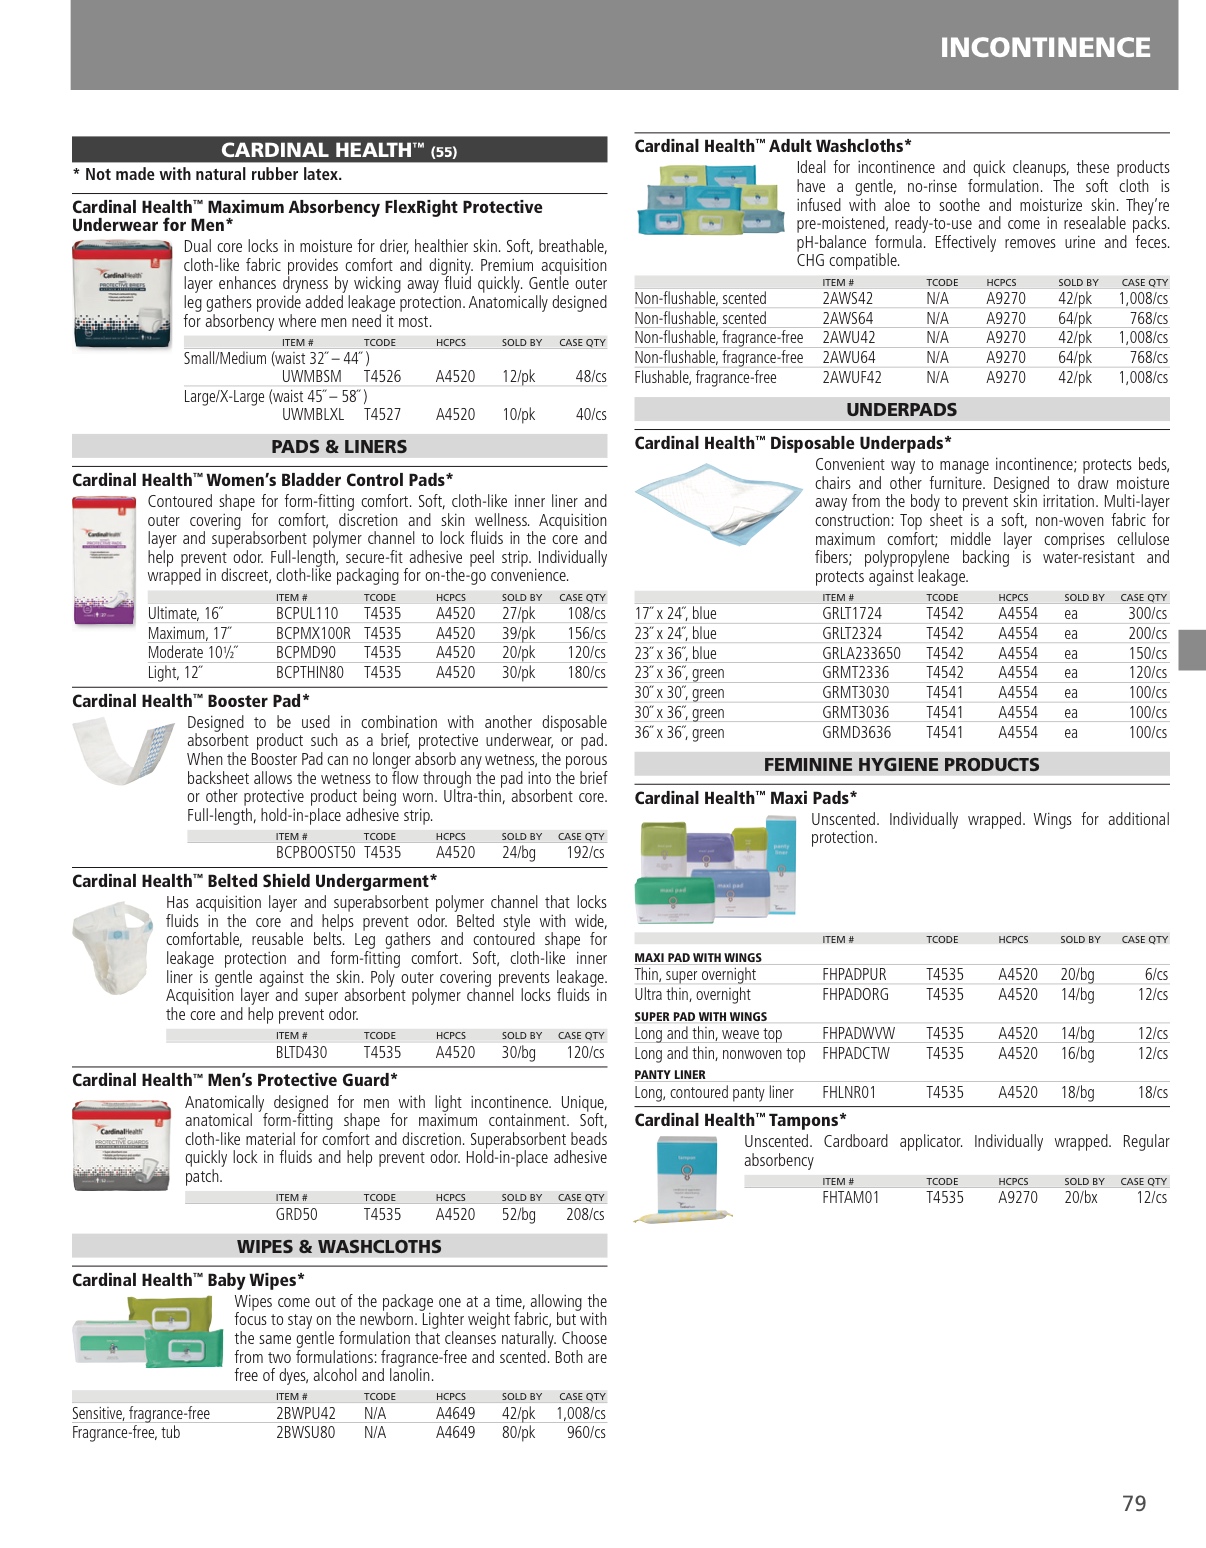 INCONTINENCE
CARDINAL HEALTH™ (55)
* Not made with natural rubber latex.
Cardinal Health™ Maximum Absorbency FlexRight Protective
Underwear for Men*
Dual core locks in moisture for drier, healthier skin. Soft, breathable,
cloth-like fabric provides comfort and dignity. Premium acquisition
layer enhances dryness by wicking away fluid quickly. Gentle outer
leg gathers provide added leakage protection. Anatomically designed
for absorbency where men need it most.
ITEM # TCODE HCPCS SOLD BY CASE QTY
Small/Medium (waist 32˝ – 44˝)
UWMBSM T4526 A4520 12/pk 48/cs
Large/X-Large (waist 45˝ – 58˝)
UWMBLXL T4527 A4520 10/pk 40/cs
PADS & LINERS
Cardinal Health™ Women's Bladder Control Pads*
Contoured shape for form-fitting comfort. Soft, cloth-like inner liner and
outer covering for comfort, discretion and skin wellness. Acquisition
layer and superabsorbent polymer channel to lock fluids in the core and
help prevent odor. Full-length, secure-fit adhesive peel strip. Individually
wrapped in discreet, cloth-like packaging for on-the-go convenience.
ITEM # TCODE HCPCS SOLD BY CASE QTY
Ultimate, 16˝ BCPUL110 T4535 A4520 27/pk 108/cs
Maximum, 17˝ BCPMX100R T4535 A4520 39/pk 156/cs
Moderate 10½˝ BCPMD90 T4535 A4520 20/pk 120/cs
Light, 12˝ BCPTHIN80 T4535 A4520 30/pk 180/cs
Cardinal Health™ Booster Pad*
Designed to be used in combination with another disposable
absorbent product such as a brief, protective underwear, or pad.
When the Booster Pad can no longer absorb any wetness, the porous
backsheet allows the wetness to flow through the pad into the brief
or other protective product being worn. Ultra-thin, absorbent core.
Full-length, hold-in-place adhesive strip.
ITEM # TCODE HCPCS SOLD BY CASE QTY
BCPBOOST50 T4535 A4520 24/bg 192/cs
Cardinal Health™ Belted Shield Undergarment*
Has acquisition layer and superabsorbent polymer channel that locks
fluids in the core and helps prevent odor. Belted style with wide,
comfortable, reusable belts. Leg gathers and contoured shape for
leakage protection and form-fitting comfort. Soft, cloth-like inner
liner is gentle against the skin. Poly outer covering prevents leakage.
Acquisition layer and super absorbent polymer channel locks fluids in
the core and help prevent odor.
ITEM # TCODE HCPCS SOLD BY CASE QTY
BLTD430 T4535 A4520 30/bg 120/cs
Cardinal Health™ Men's Protective Guard*
Anatomically designed for men with light incontinence. Unique,
anatomical form-fitting shape for maximum containment. Soft,
cloth-like material for comfort and discretion. Superabsorbent beads
quickly lock in fluids and help prevent odor. Hold-in-place adhesive
patch.
ITEM # TCODE HCPCS SOLD BY CASE QTY
GRD50 T4535 A4520 52/bg 208/cs
WIPES & WASHCLOTHS
Cardinal Health™ Baby Wipes*
Wipes come out of the package one at a time, allowing the
focus to stay on the newborn. Lighter weight fabric, but with
the same gentle formulation that cleanses naturally. Choose
from two formulations: fragrance-free and scented. Both are
free of dyes, alcohol and lanolin.
ITEM # TCODE HCPCS SOLD BY CASE QTY
Sensitive, fragrance-free 2BWPU42 N/A A4649 42/pk 1,008/cs
Fragrance-free, tub 2BWSU80 N/A A4649 80/pk 960/cs
Cardinal Health™ Adult Washcloths*
Ideal for incontinence and quick cleanups, these products
have a gentle, no-rinse formulation. The soft cloth is
infused with aloe to soothe and moisturize skin. They're
pre-moistened, ready-to-use and come in resealable packs.
pH-balance formula. Effectively removes urine and feces.
CHG compatible.
ITEM # TCODE HCPCS SOLD BY CASE QTY
Non-flushable, scented 2AWS42 N/A A9270 42/pk 1,008/cs
Non-flushable, scented 2AWS64 N/A A9270 64/pk 768/cs
Non-flushable, fragrance-free 2AWU42 N/A A9270 42/pk 1,008/cs
Non-flushable, fragrance-free 2AWU64 N/A A9270 64/pk 768/cs
Flushable, fragrance-free 2AWUF42 N/A A9270 42/pk 1,008/cs
UNDERPADS
Cardinal Health™ Disposable Underpads*
Convenient way to manage incontinence; protects beds,
chairs and other furniture. Designed to draw moisture
away from the body to prevent skin irritation. Multi-layer
construction: Top sheet is a soft, non-woven fabric for
maximum comfort; middle layer comprises cellulose
fibers; polypropylene backing is water-resistant and
protects against leakage.
ITEM # TCODE HCPCS SOLD BY CASE QTY
17˝ x 24˝, blue GRLT1724 T4542 A4554 ea 300/cs
23˝ x 24˝, blue GRLT2324 T4542 A4554 ea 200/cs
23˝ x 36˝, blue GRLA233650 T4542 A4554 ea 150/cs
23˝ x 36˝, green GRMT2336 T4542 A4554 ea 120/cs
30˝ x 30˝, green GRMT3030 T4541 A4554 ea 100/cs
30˝ x 36˝, green GRMT3036 T4541 A4554 ea 100/cs
36˝ x 36˝, green GRMD3636 T4541 A4554 ea 100/cs
FEMININE HYGIENE PRODUCTS
Cardinal Health™ Maxi Pads*
Unscented. Individually wrapped. Wings for additional
protection.
ITEM # TCODE HCPCS SOLD BY CASE QTY
MAXI PAD WITH WINGS
Thin, super overnight FHPADPUR T4535 A4520 20/bg 6/cs
Ultra thin, overnight FHPADORG T4535 A4520 14/bg 12/cs
SUPER PAD WITH WINGS
Long and thin, weave top FHPADWVW T4535 A4520 14/bg 12/cs
Long and thin, nonwoven top FHPADCTW T4535 A4520 16/bg 12/cs
PANTY LINER
Long, contoured panty liner FHLNR01 T4535 A4520 18/bg 18/cs
Cardinal Health™ Tampons*
Unscented. Cardboard applicator. Individually wrapped. Regular
absorbency
ITEM # TCODE HCPCS SOLD BY CASE QTY
FHTAM01 T4535 A9270 20/bx 12/cs
79